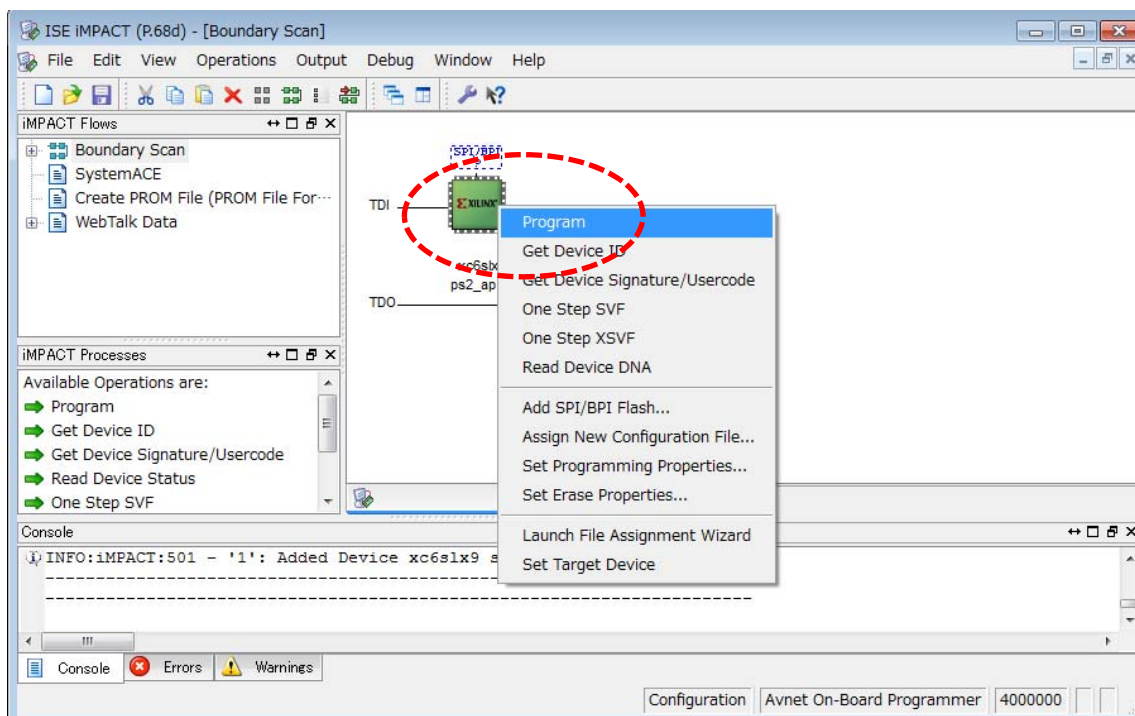 ISE iMPACT (P.68d) - [Boundary Scan]
File Edit View Operations Output Debug Window Help
iMPACT Flows
Boundary Scan
SystemACE
Create PROM File (PROM File For...
WebTalk Data
SPI/BPI
?
TDI
XILINX
xc6slx
ps2_ap
TDO
Program
Get Device ID
Get Device Signature/Usercode
One Step SVF
One Step XSVF
Read Device DNA
Add SPI/BPI Flash...
Assign New Configuration File...
Set Programming Properties...
Set Erase Properties...
Launch File Assignment Wizard
Set Target Device
iMPACT Processes
Available Operations are:
Program
Get Device ID
Get Device Signature/Usercode
Read Device Status
One Step SVF
Console
INFO:iMPACT:501 - '1': Added Device xc6slx9 s
Console Errors Warnings
Configuration Avnet On-Board Programmer 4000000